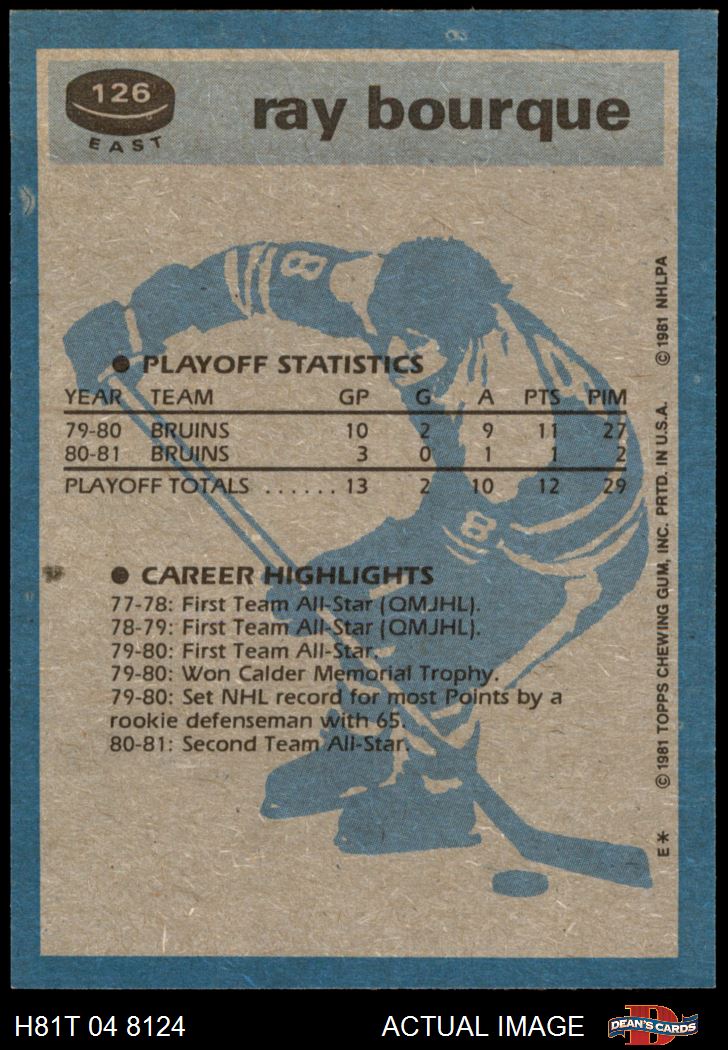 126
EAST
ray bourque
8
● PLAYOFF STATISTICS
YEAR TEAM GP G A PTS PIM
79-80 BRUINS 10 2 9 11 27
80-81 BRUINS 3 0 1 1 2
PLAYOFF TOTALS ...... 13 2 10 12 29
8
● CAREER HIGHLIGHTS
77-78: First Team All-Star (QMJHL).
78-79: First Team All-Star (QMJHL).
79-80: First Team All-Star.
79-80: Won Calder Memorial Trophy.
79-80: Set NHL record for most Points by a
rookie defenseman with 65.
80-81: Second Team All-Star.
© 1981 NHLPA
© 1981 TOPPS CHEWING GUM, INC. PRTD. IN U.S.A.
E*
H81T 04 8124
ACTUAL IMAGE
D
DEAN'S CARDS